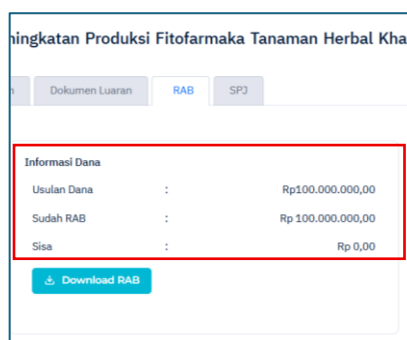 ningkatan Produksi Fitofarmaka Tanaman Herbal Kha
Dokumen Luaran RAB SPJ
Informasi Dana
Usulan Dana : Rp100.000.000,00
Sudah RAB : Rp 100.000.000,00
Sisa : Rp 0,00
Download RAB